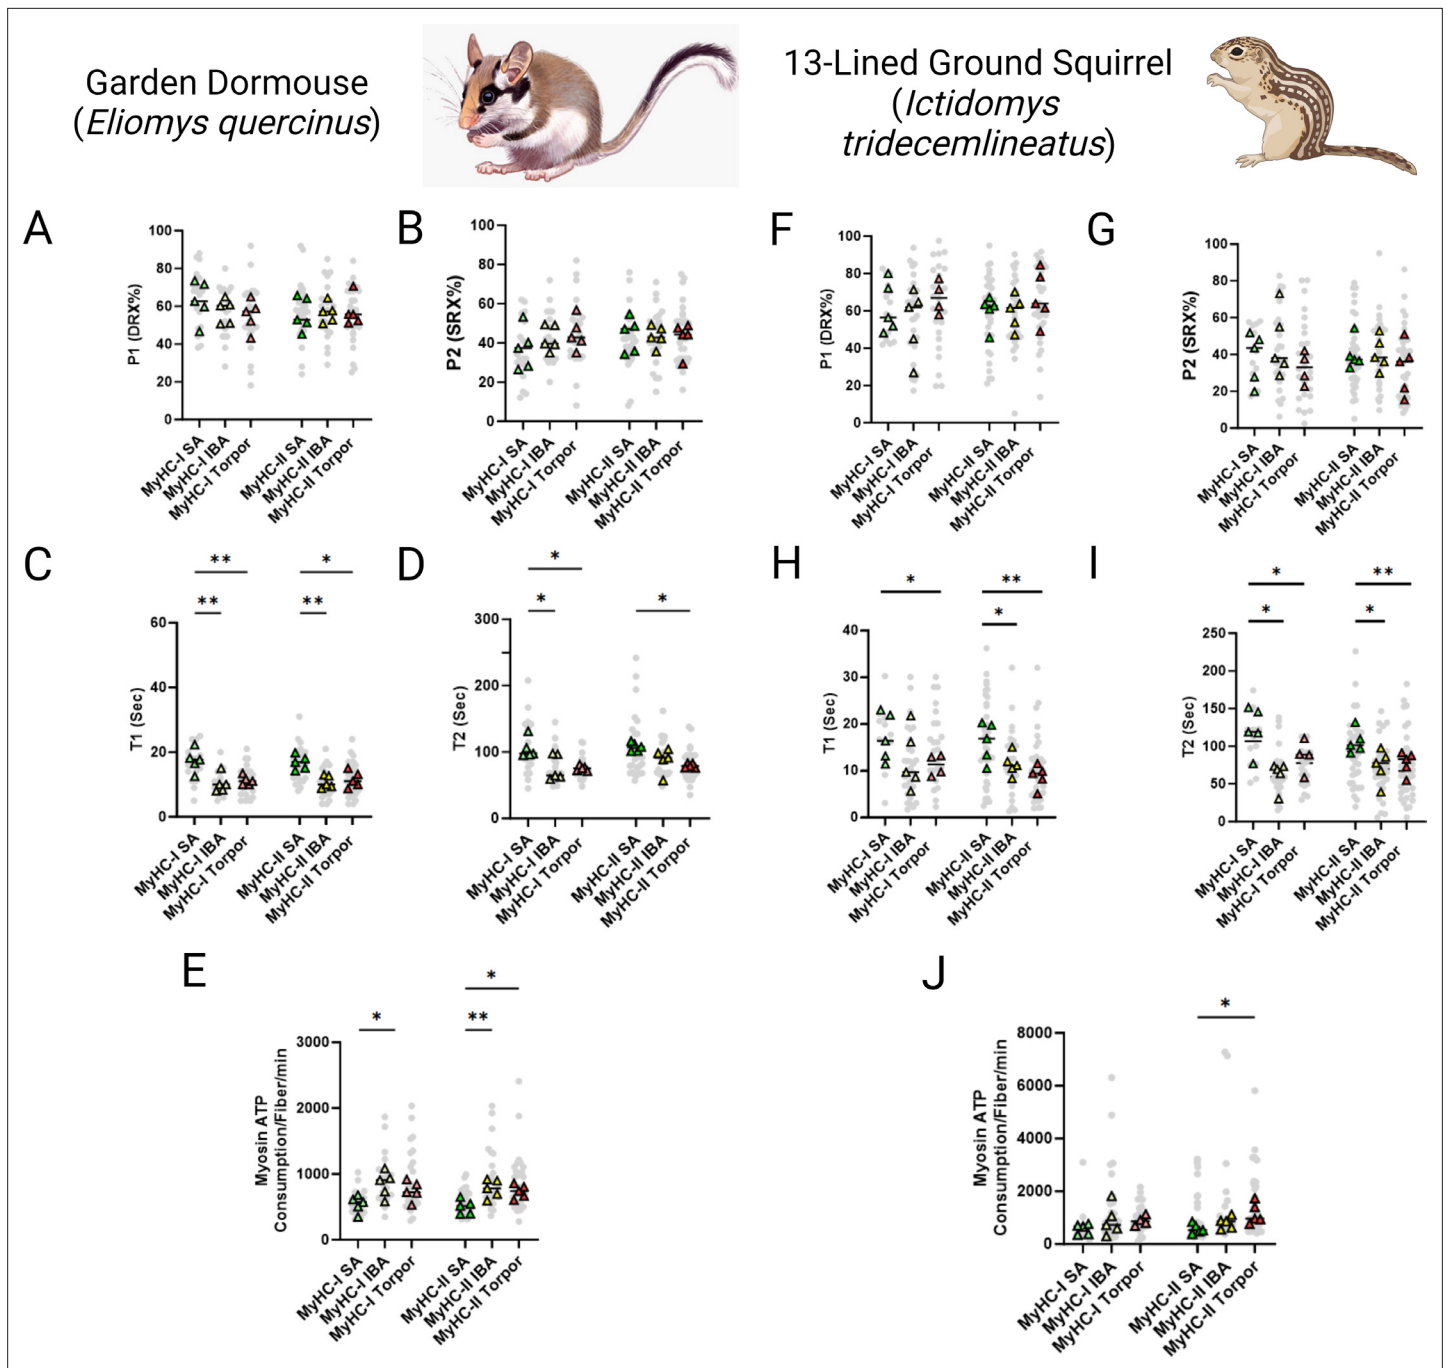 Garden Dormouse
(Eliomys quercinus)
13-Lined Ground Squirrel
(Ictidomys
tridecemlineatus)
A
P1 (DRX%)
100
80
60
40
20
0
MyHC-I SA
MyHC-I IBA
MyHC-I Torpor
MyHC-II SA
MyHC-II IBA
MyHC-II Torpor
B
P2 (SRX%)
100
80
60
40
20
0
MyHC-I SA
MyHC-I IBA
MyHC-I Torpor
MyHC-II SA
MyHC-II IBA
MyHC-II Torpor
F
P1 (DRX%)
100
80
60
40
20
0
MyHC-I SA
MyHC-I IBA
MyHC-I Torpor
MyHC-II SA
MyHC-II IBA
MyHC-II Torpor
G
P2 (SRX%)
100
80
60
40
20
0
MyHC-I SA
MyHC-I IBA
MyHC-I Torpor
MyHC-II SA
MyHC-II IBA
MyHC-II Torpor
C
**
*
**
**
T1 (Sec)
60
40
20
0
MyHC-I SA
MyHC-I IBA
MyHC-I Torpor
MyHC-II SA
MyHC-II IBA
MyHC-II Torpor
D
*
*
*
T2 (Sec)
300
200
100
0
MyHC-I SA
MyHC-I IBA
MyHC-I Torpor
MyHC-II SA
MyHC-II IBA
MyHC-II Torpor
H
*
**
*
T1 (Sec)
40
30
20
10
0
MyHC-I SA
MyHC-I IBA
MyHC-I Torpor
MyHC-II SA
MyHC-II IBA
MyHC-II Torpor
I
*
**
*
*
T2 (Sec)
250
200
150
100
50
0
MyHC-I SA
MyHC-I IBA
MyHC-I Torpor
MyHC-II SA
MyHC-II IBA
MyHC-II Torpor
E
*
*
**
Myosin ATP
Consumption/Fiber/min
3000
2000
1000
0
MyHC-I SA
MyHC-I IBA
MyHC-I Torpor
MyHC-II SA
MyHC-II IBA
MyHC-II Torpor
J
*
Myosin ATP
Consumption/Fiber/min
8000
6000
4000
2000
0
MyHC-I SA
MyHC-I IBA
MyHC-I Torpor
MyHC-II SA
MyHC-II IBA
MyHC-II Torpor